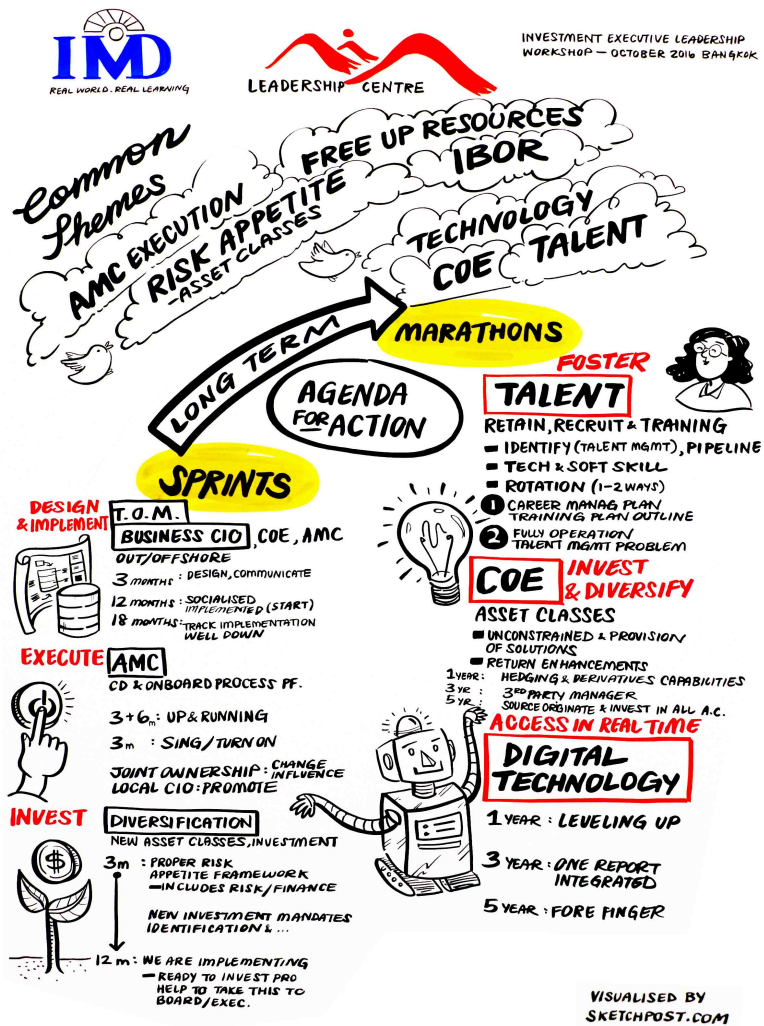 IMD
REAL WORLD. REAL LEARNING
LEADERSHIP CENTRE
INVESTMENT EXECUTIVE LEADERSHIP
WORKSHOP — OCTOBER 2016 BANGKOK
Common
Themes
FREE UP RESOURCES
IBOR
AMC EXECUTION
RISK APPETITE
-ASSET CLASSES
TECHNOLOGY
COE TALENT
LONG TERM
MARATHONS
AGENDA
FOR ACTION
SPRINTS
DESIGN
& IMPLEMENT
T.O.M.
BUSINESS CIO, COE, AMC
OUT/OFFSHORE
3 MONTHS : DESIGN, COMMUNICATE
12 MONTHS : SOCIALISED
IMPLEMENTED (START)
18 MONTHS : TRACK IMPLEMENTATION
WELL DOWN
EXECUTE AMC
CD & ONBOARD PROCESS PF.
3+6m : UP & RUNNING
3m : SING/TURN ON
JOINT OWNERSHIP : CHANGE
INFLUENCE
LOCAL CIO : PROMOTE
INVEST DIVERSIFICATION
NEW ASSET CLASSES, INVESTMENT
$
3m : PROPER RISK
APPETITE FRAMEWORK
— INCLUDES RISK/FINANCE
NEW INVESTMENT MANDATES
IDENTIFICATION & ...
12m : WE ARE IMPLEMENTING
— READY TO INVEST PRO
HELP TO TAKE THIS TO
BOARD/EXEC.
FOSTER
TALENT
RETAIN, RECRUIT & TRAINING
- IDENTIFY (TALENT MGMT), PIPELINE
- TECH & SOFT SKILL
- ROTATION (1-2 WAYS)
1 CAREER MANAG PLAN
TRAINING PLAN OUTLINE
2 FULLY OPERATION
TALENT MGMT PROBLEM
COE INVEST
& DIVERSIFY
ASSET CLASSES
- UNCONSTRAINED & PROVISION
OF SOLUTIONS
- RETURN ENHANCEMENTS
1 YEAR : HEDGING & DERIVATIVES CAPABILITIES
3 YR : 3RD PARTY MANAGER
5 YR : SOURCE ORIGINATE & INVEST IN ALL A.C.
ACCESS IN REAL TIME
DIGITAL
TECHNOLOGY
1 YEAR : LEVELING UP
3 YEAR : ONE REPORT
INTEGRATED
5 YEAR : FORE FINGER
VISUALISED BY
SKETCHPOST.COM